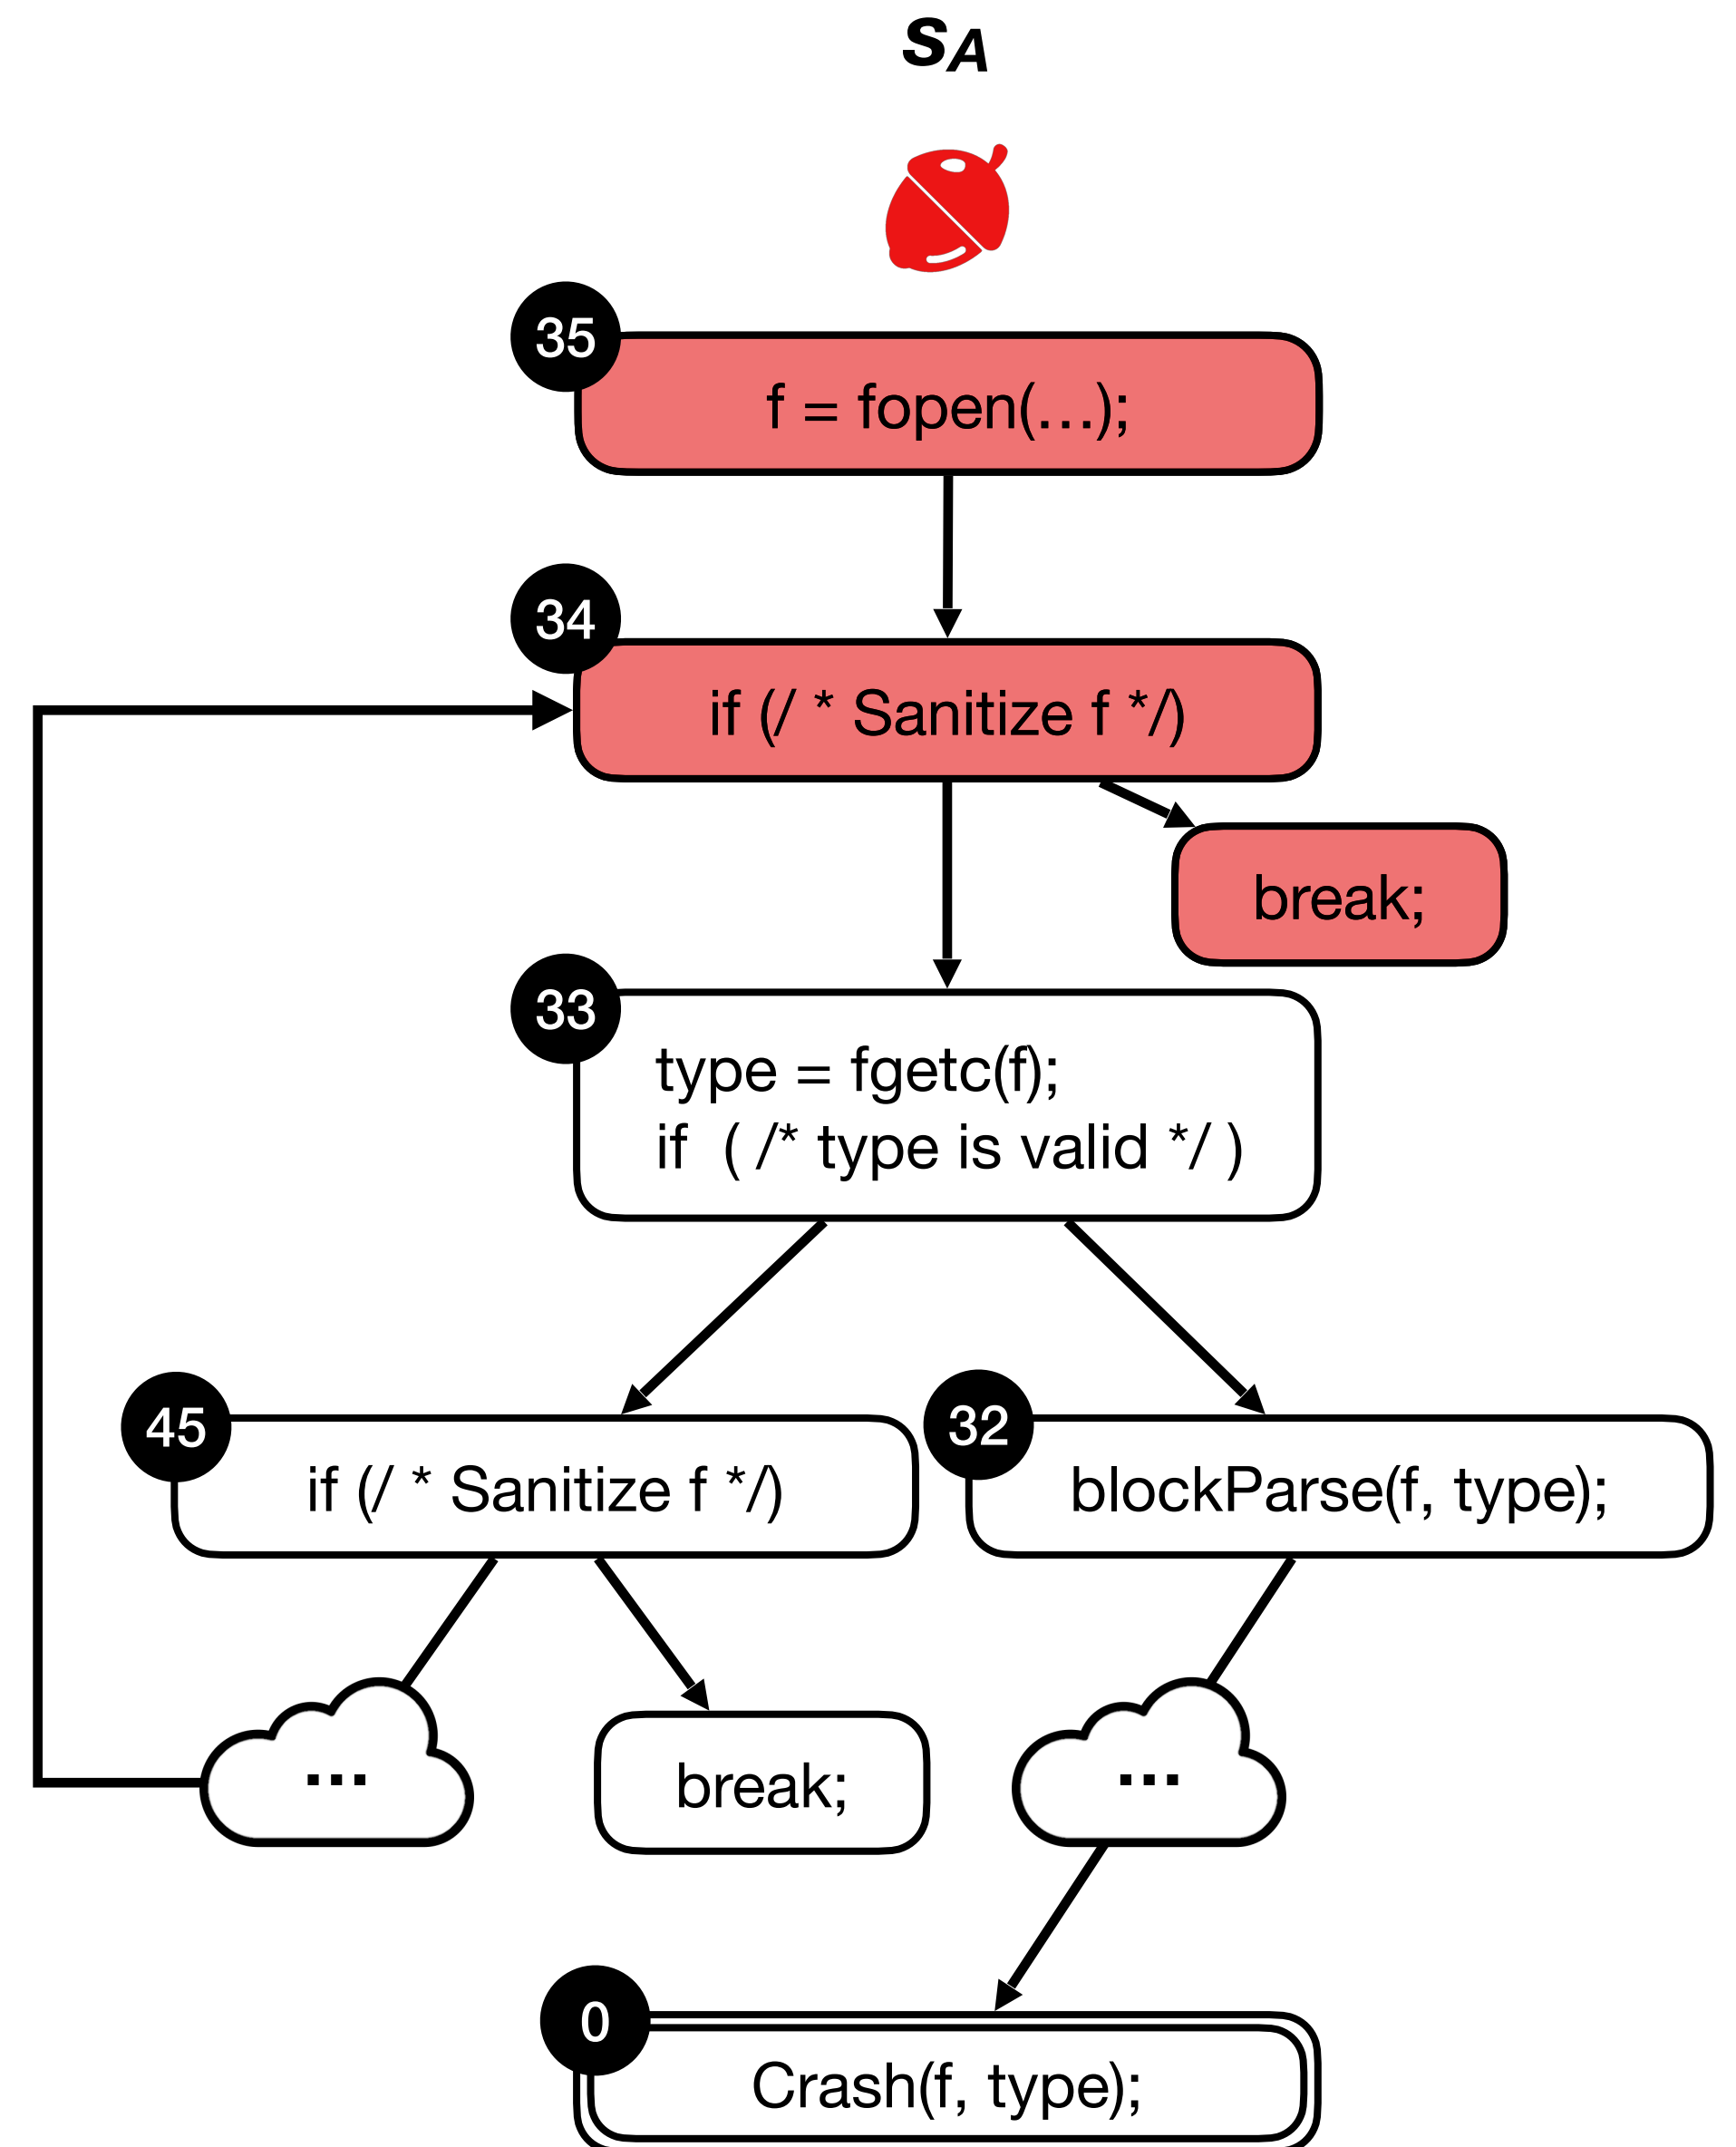 SA
35
f = fopen(...);
34
if (/ * Sanitize f */)
break;
33
type = fgetc(f);
if ( /* type is valid */ )
45
if (/ * Sanitize f */)
32
blockParse(f, type);
...
break;
...
0
Crash(f, type);